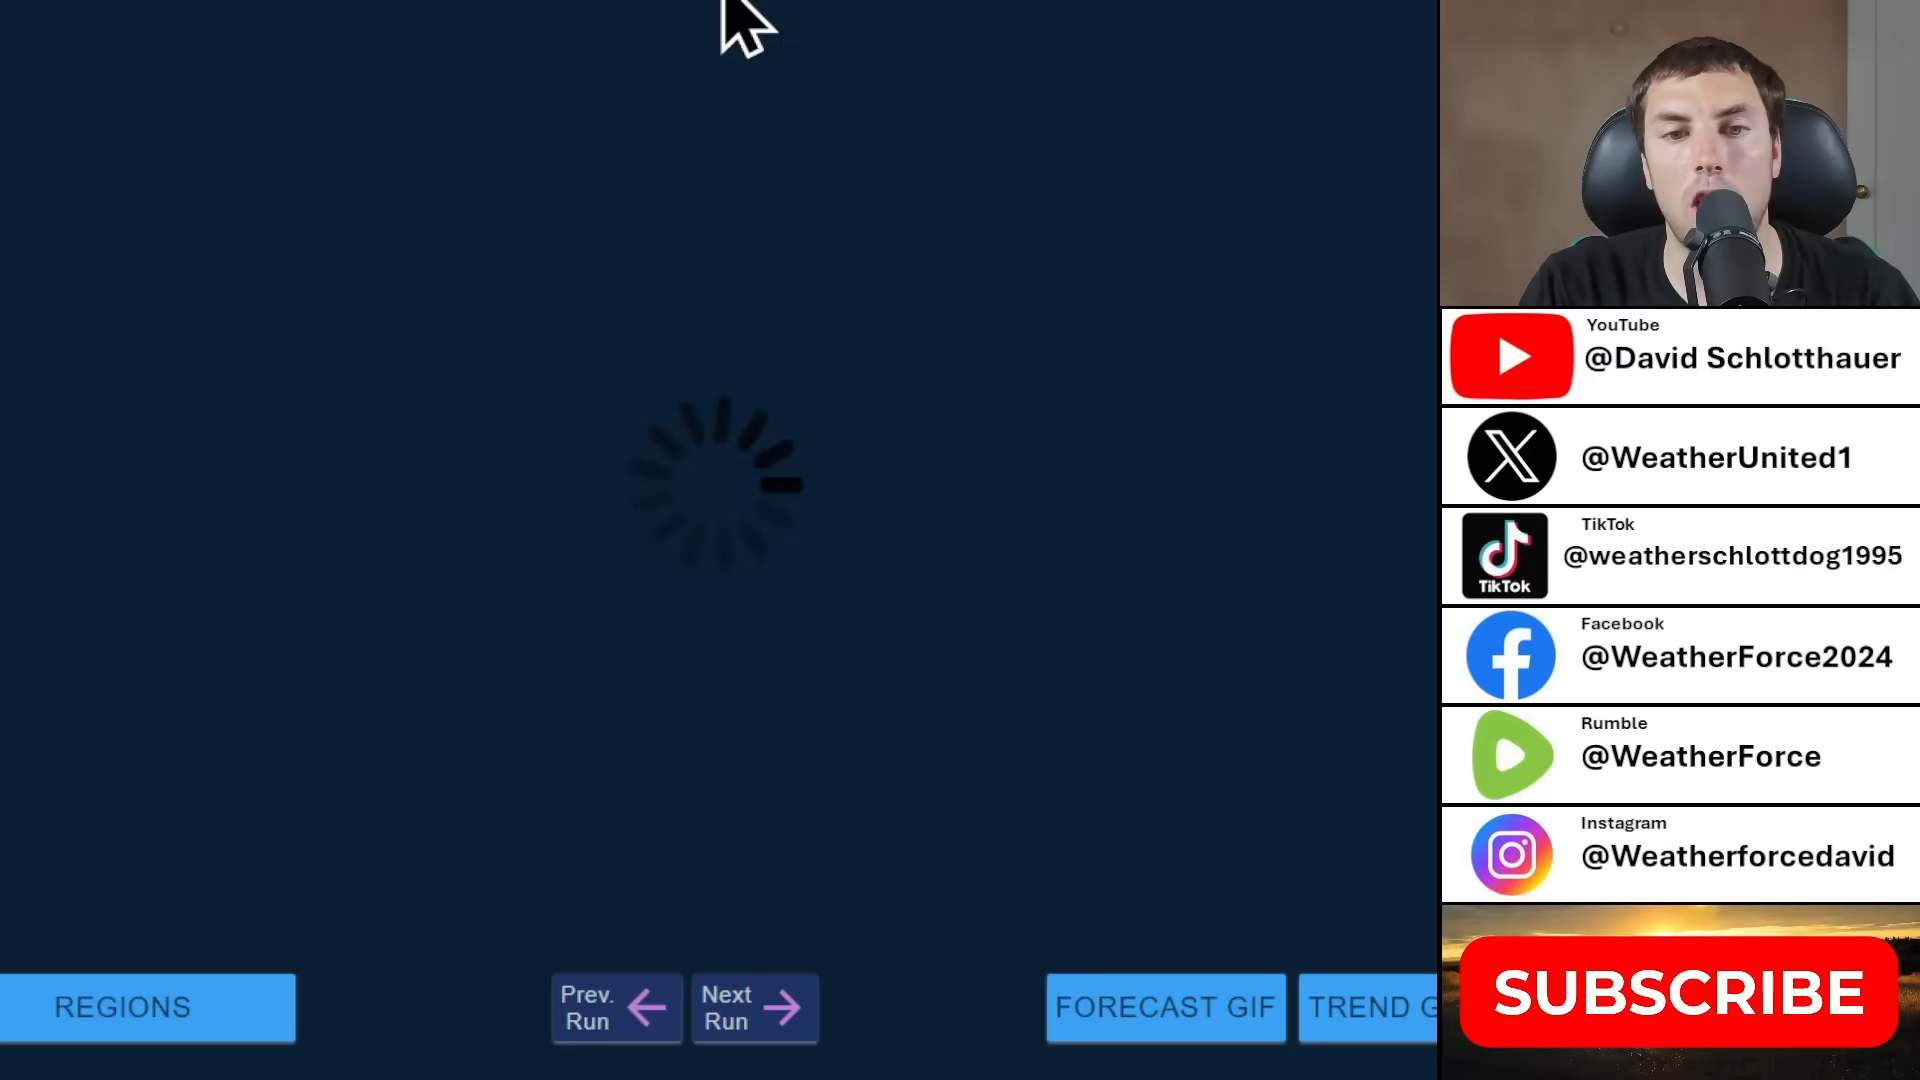 YouTube
@David Schlotthauer
@WeatherUnited1
TikTok
TikTok
@weatherschlottdog1995
Facebook
@WeatherForce2024
Rumble
@WeatherForce
Instagram
@Weatherforcedavid
SUBSCRIBE
REGIONS
Prev.
Run
Next
Run
FORECAST GIF
TREND G